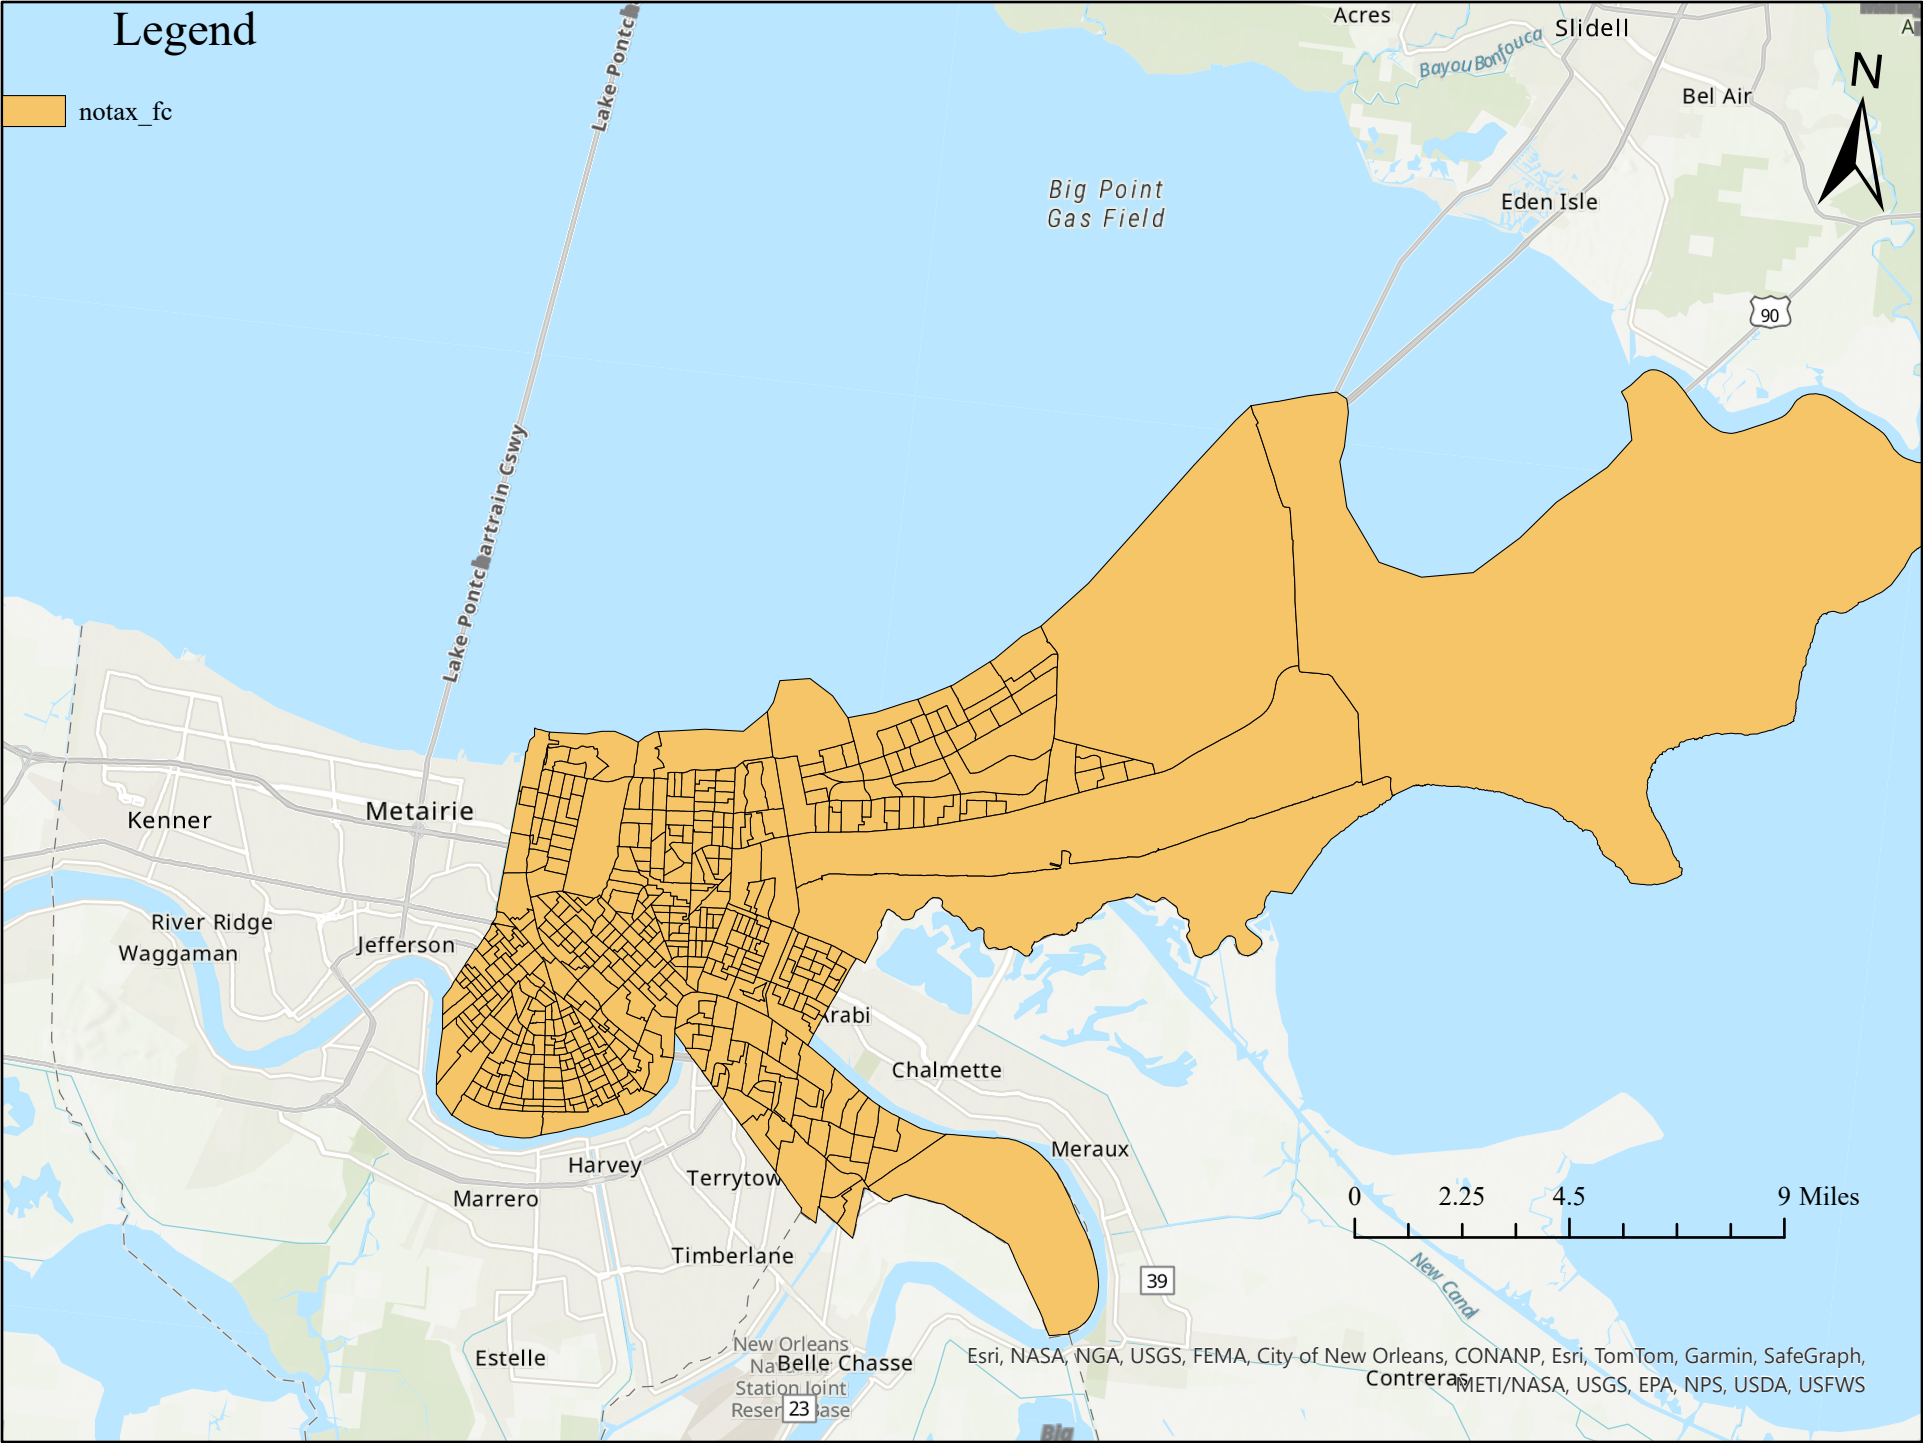 Legend
notax_fc
Acres
Slidell
Bayou Bonfouca
N
Bel Air
Big Point
Gas Field
Eden Isle
90
Lake Pontchartrain Cswy
Metairie
Kenner
River Ridge
Jefferson
Waggaman
Arabi
Chalmette
Meraux
Harvey
Marrero
Timberlane
0 2.25 4.5 9 Miles
New Canal
39
New Orleans
Belle Chasse
Estelle
Station Joint
23
Esri, NASA, NGA, USGS, FEMA, City of New Orleans, CONANP, Esri, TomTom, Garmin, SafeGraph,
METI/NASA, USGS, EPA, NPS, USDA, USFWS
Contreras
Big